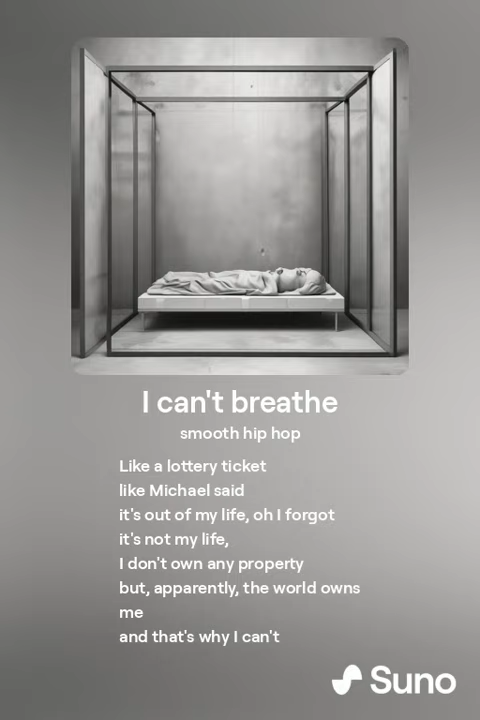 I can't breathe
smooth hip hop
Like a lottery ticket
like Michael said
it's out of my life, oh I forgot
it's not my life,
I don't own any property
but, apparently, the world owns
me
and that's why I can't
Suno